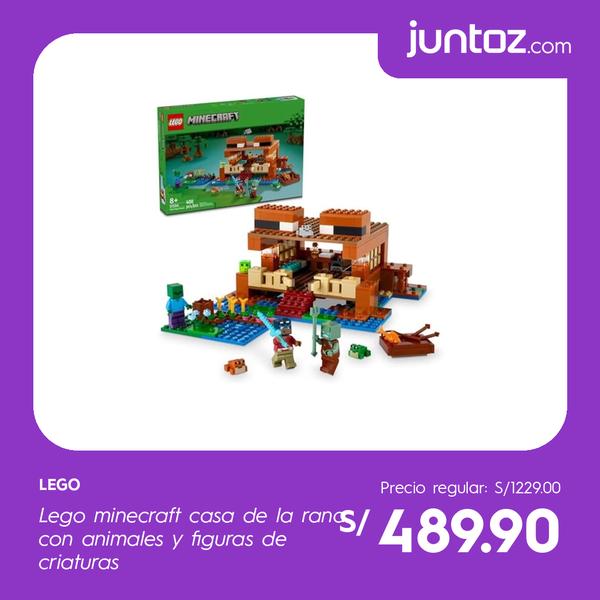 juntoz.com
LEGO MINECRAFT
8+
LEGO
Precio regular: S/1229.00
Lego minecraft casa de la rana
con animales y figuras de
criaturas
S/ 489.90